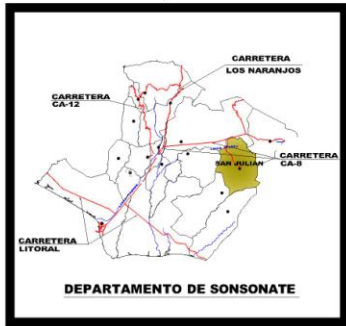 CARRETERA
LOS NARANJOS
CARRETERA
CA-12
CARRETERA
CA-8
SAN JULIAN
CARRETERA
LITORAL
DEPARTAMENTO DE SONSONATE